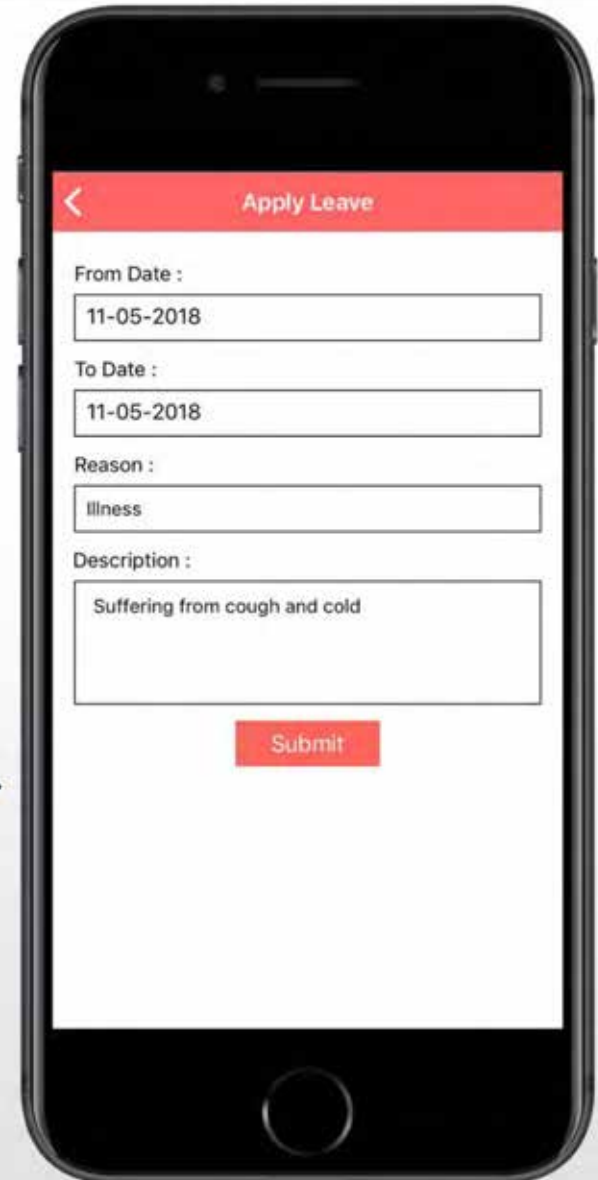 Apply Leave
From Date :
11-05-2018
To Date :
11-05-2018
Reason :
Illness
Description :
Suffering from cough and cold
Submit